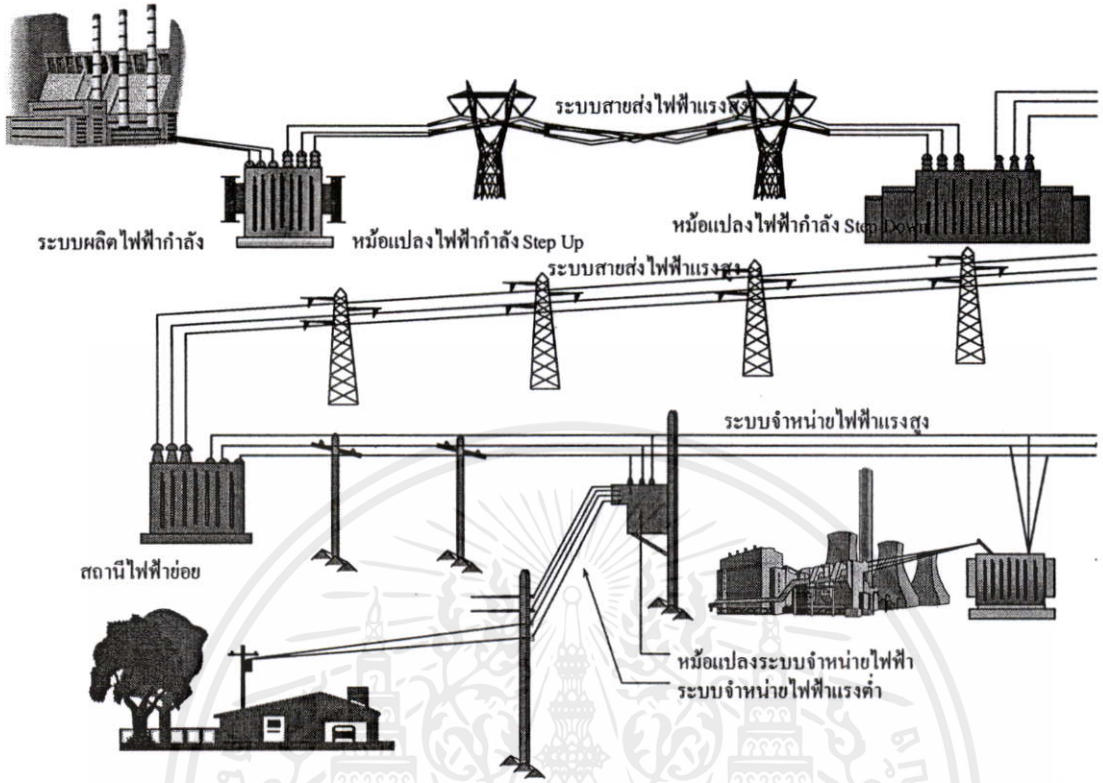 ระบบสายส่งไฟฟ้าแรงสูง
ระบบผลิตไฟฟ้ากำลัง
หม้อแปลงไฟฟ้ากำลัง Step Up
หม้อแปลงไฟฟ้ากำลัง Step Down
ระบบสายส่งไฟฟ้าแรงสูง
ระบบจำหน่ายไฟฟ้าแรงสูง
สถานีไฟฟ้าย่อย
หม้อแปลงระบบจำหน่ายไฟฟ้า
ระบบจำหน่ายไฟฟ้าแรงต่ำ